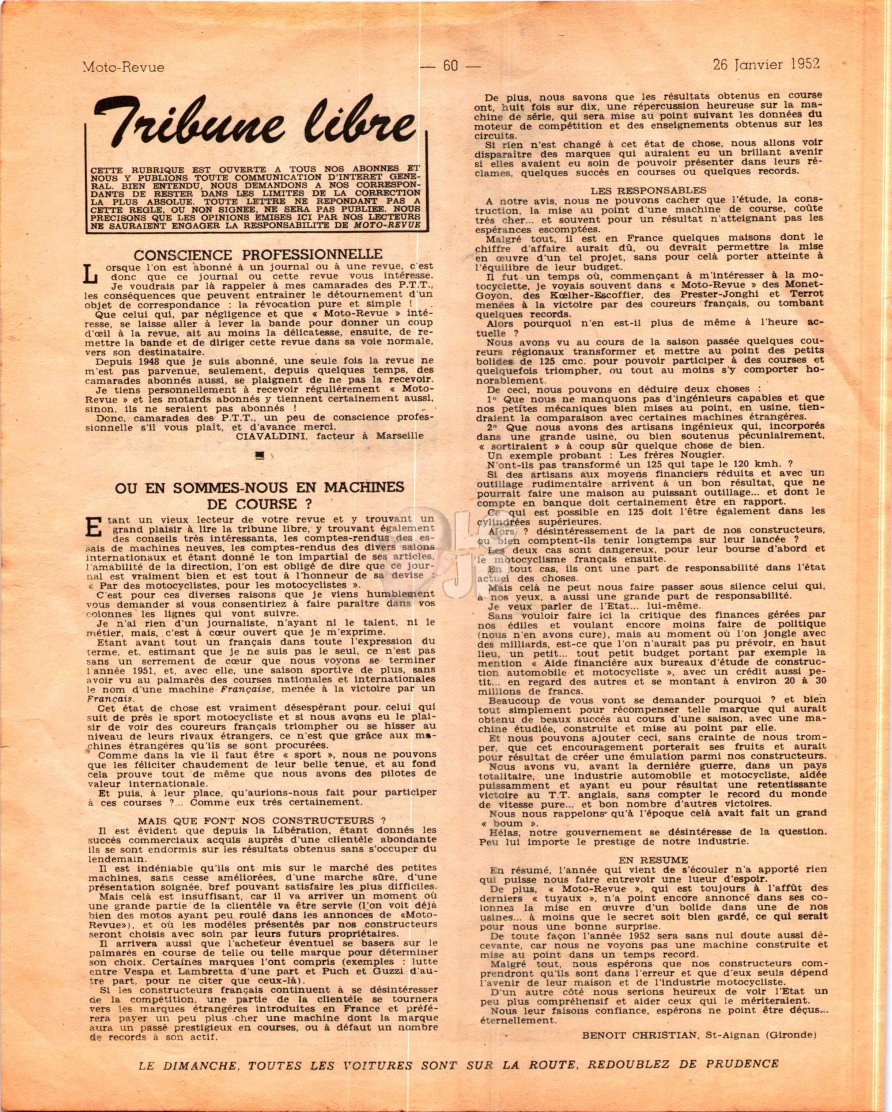 Moto-Revue
— 60 —
26 Janvier 1952
Tribune libre
CETTE RUBRIQUE EST OUVERTE A TOUS NOS ABONNES ET
NOUS Y PUBLIONS TOUTE COMMUNICATION D'INTERET GENE-
RAL. BIEN ENTENDU, NOUS DEMANDONS A NOS CORRESPON-
DANTS DE RESTER DANS LES LIMITES DE LA CORRECTION
LA PLUS ABSOLUE. TOUTE LETTRE NE REPONDANT PAS A
CETTE REGLE, OU NON SIGNEE, NE SERA PAS PUBLIEE. NOUS
PRECISONS QUE LES OPINIONS EMISES ICI PAR NOS LECTEURS
NE SAURAIENT ENGAGER LA RESPONSABILITE DE MOTO-REVUE
CONSCIENCE PROFESSIONNELLE
Lorsque l'on est abonné à un journal ou à une revue, c'est
donc que ce journal ou cette revue vous intéresse.
Je voudrais par là rappeler à mes camarades des P.T.T.,
les conséquences que peuvent entraîner le détournement d'un
objet de correspondance : la révocation pure et simple !
Que celui qui, par négligence et que « Moto-Revue » inté-
resse, se laisse aller à lever la bande pour donner un coup
d'œil à la revue, ait au moins la délicatesse, ensuite, de re-
mettre la bande et de diriger cette revue dans sa voie normale,
vers son destinataire.
Depuis 1948 que je suis abonné, une seule fois la revue ne
m'est pas parvenue, seulement, depuis quelques temps, des
camarades abonnés aussi, se plaignent de ne pas la recevoir.
Je tiens personnellement à recevoir régulièrement « Moto-
Revue » et les motards abonnés y tiennent certainement aussi,
sinon, ils ne seraient pas abonnés !
Donc, camarades des P.T.T., un peu de conscience profes-
sionnelle s'il vous plaît, et d'avance merci.
CIAVALDINI, facteur à Marseille
OU EN SOMMES-NOUS EN MACHINES
DE COURSE ?
Etant un vieux lecteur de votre revue et y trouvant un
grand plaisir à lire la tribune libre, y trouvant également
des conseils très intéressants, les comptes-rendus des es-
sais de machines neuves, les comptes-rendus des divers salons
internationaux et étant donné le ton impartial de ses articles,
l'amabilité de la direction, l'on est obligé de dire que ce jour-
nal est vraiment bien et est tout à l'honneur de sa devise
« Par des motocyclistes, pour les motocyclistes ».
C'est pour ces diverses raisons que je viens humblement
vous demander si vous consentiriez à faire paraître dans vos
colonnes les lignes qui vont suivre.
Je n'ai rien d'un journaliste, n'ayant ni le talent, ni le
métier, mais, c'est à cœur ouvert que je m'exprime.
Etant avant tout un français dans toute l'expression du
terme, et, estimant que je ne suis pas le seul, ce n'est pas
sans un serrement de cœur que nous voyons se terminer
l'année 1951, et, avec elle, une saison sportive de plus, sans
avoir vu au palmarès des courses nationales et internationales
le nom d'une machine Française, menée à la victoire par un
Français.
Cet état de chose est vraiment désespérant pour celui qui
suit de près le sport motocycliste et si nous avons eu le plai-
sir de voir des coureurs français triompher ou se hisser au
niveau de leurs rivaux étrangers, ce n'est que grâce aux ma-
chines étrangères qu'ils se sont procurées.
Comme dans la vie il faut être « sport », nous ne pouvons
que les féliciter chaudement de leur belle tenue, et au fond
cela prouve tout de même que nous avons des pilotes de
valeur internationale.
Et puis, à leur place, qu'aurions-nous fait pour participer
à ces courses ?... Comme eux très certainement.
MAIS QUE FONT NOS CONSTRUCTEURS ?
Il est évident que depuis la Libération, étant donnés les
succès commerciaux acquis auprès d'une clientèle abondante
ils se sont endormis sur les résultats obtenus sans s'occuper du
lendemain.
Il est indéniable qu'ils ont mis sur le marché des petites
machines, sans cesse améliorées, d'une marche sûre, d'une
présentation soignée, bref pouvant satisfaire les plus difficiles.
Mais celà est insuffisant, car il va arriver un moment où
une grande partie de la clientèle va être servie (l'on voit déjà
bien des motos ayant peu roulé dans les annonces de «Moto-
Revue»), et où les modèles présentés par nos constructeurs
seront choisis avec soin par leurs futurs propriétaires.
Il arrivera aussi que l'acheteur éventuel se basera sur le
palmarès en course de telle ou telle marque pour déterminer
son choix. Certaines marques l'ont compris (exemples : lutte
entre Vespa et Lambretta d'une part et Puch et Guzzi d'au-
tre part, pour ne citer que ceux-là).
Si les constructeurs français continuent à se désintéresser
de la compétition, une partie de la clientèle se tournera
vers les marques étrangères introduites en France et préfé-
rera payer un peu plus cher une machine dont la marque
aura un passé prestigieux en courses, ou à défaut un nombre
de records à son actif.
De plus, nous savons que les résultats obtenus en course
ont, huit fois sur dix, une répercussion heureuse sur la ma-
chine de série, qui sera mise au point suivant les données du
moteur de compétition et des enseignements obtenus sur les
circuits.
Si rien n'est changé à cet état de chose, nous allons voir
disparaître des marques qui auraient eu un brillant avenir
si elles avaient eu soin de pouvoir présenter dans leurs ré-
clames, quelques succès en courses ou quelques records.
LES RESPONSABLES
A notre avis, nous ne pouvons cacher que l'étude, la cons-
truction, la mise au point d'une machine de course, coûte
très cher... et souvent pour un résultat n'atteignant pas les
espérances escomptées.
Malgré tout, il est en France quelques maisons dont le
chiffre d'affaire aurait dû, ou devrait permettre la mise
en œuvre d'un tel projet, sans pour celà porter atteinte à
l'équilibre de leur budget.
Il fut un temps où, commençant à m'intéresser à la mo-
tocyclette, je voyais souvent dans « Moto-Revue » des Monet-
Goyon, des Kœlher-Escoffier, des Prester-Jonghi et Terrot
menées à la victoire par des coureurs français, ou tombant
quelques records.
Alors pourquoi n'en est-il plus de même à l'heure ac-
tuelle ?
Nous avons vu au cours de la saison passée quelques cou-
reurs régionaux transformer et mettre au point des petits
bolides de 125 cmc. pour pouvoir participer à des courses et
quelquefois triompher, ou tout au moins s'y comporter ho-
norablement.
De ceci, nous pouvons en déduire deux choses :
1° Que nous ne manquons pas d'ingénieurs capables et que
nos petites mécaniques bien mises au point, en usine, tien-
draient la comparaison avec certaines machines étrangères.
2° Que nous avons des artisans ingénieux qui, incorporés
dans une grande usine, ou bien soutenus pécuniairement,
« sortiraient » à coup sûr quelque chose de bien.
Un exemple probant : Les frères Nougier.
N'ont-ils pas transformé un 125 qui tape le 120 kmh. ?
Si des artisans aux moyens financiers réduits et avec un
outillage rudimentaire arrivent à un bon résultat, que ne
pourrait faire une maison au puissant outillage... et dont le
compte en banque doit certainement être en rapport.
Ce qui est possible en 125 doit l'être également dans les
cylindrées supérieures.
Alors ? désintéressement de la part de nos constructeurs,
ou bien comptent-ils tenir longtemps sur leur lancée ?
Les deux cas sont dangereux, pour leur bourse d'abord et
le motocyclisme français ensuite.
En tout cas, ils ont une part de responsabilité dans l'état
actuel des choses.
Mais celà ne peut nous faire passer sous silence celui qui,
à nos yeux, a aussi une grande part de responsabilité.
Je veux parler de l'Etat... lui-même.
Sans vouloir faire ici la critique des finances gérées par
nos édiles et voulant encore moins faire de politique
(nous n'en avons cure), mais au moment où l'on jongle avec
des milliards, est-ce que l'on n'aurait pas pu prévoir, en haut
lieu, un petit... tout petit budget portant par exemple la
mention « Aide financière aux bureaux d'étude de construc-
tion automobile et motocycliste », avec un crédit aussi pe-
tit... en regard des autres et se montant à environ 20 à 30
millions de francs.
Beaucoup de vous vont se demander pourquoi ? et bien
tout simplement pour récompenser telle marque qui aurait
obtenu de beaux succès au cours d'une saison, avec une ma-
chine étudiée, construite et mise au point par elle.
Et nous pouvons ajouter ceci, sans crainte de nous trom-
per, que cet encouragement porterait ses fruits et aurait
pour résultat de créer une émulation parmi nos constructeurs.
Nous avons vu, avant la dernière guerre, dans un pays
totalitaire, une industrie automobile et motocycliste, aidée
puissamment et ayant eu pour résultat une retentissante
victoire au T.T. anglais, sans compter le record du monde
de vitesse pure... et bon nombre d'autres victoires.
Nous nous rappelons qu'à l'époque celà avait fait un grand
« boum ».
Hélas, notre gouvernement se désintéresse de la question.
Peu lui importe le prestige de notre industrie.
EN RESUME
En résumé, l'année qui vient de s'écouler n'a apporté rien
qui puisse nous faire entrevoir une lueur d'espoir.
De plus, « Moto-Revue », qui est toujours à l'affût des
derniers « tuyaux », n'a point encore annoncé dans ses co-
lonnes la mise en œuvre d'un bolide dans une de nos
usines... à moins que le secret soit bien gardé, ce qui serait
pour nous une bonne surprise.
De toute façon l'année 1952 sera sans nul doute aussi dé-
cevante, car nous ne voyons pas une machine construite et
mise au point dans un temps record.
Malgré tout, nous espérons que nos constructeurs com-
prendront qu'ils sont dans l'erreur et que d'eux seuls dépend
l'avenir de leur maison et de l'industrie motocycliste.
D'un autre côté nous serions heureux de voir l'Etat un
peu plus compréhensif et aider ceux qui le mériteraient.
Nous leur faisons confiance, espérons ne point être déçus...
éternellement.
BENOIT CHRISTIAN, St-Aignan (Gironde)
LE DIMANCHE, TOUTES LES VOITURES SONT SUR LA ROUTE, REDOUBLEZ DE PRUDENCE